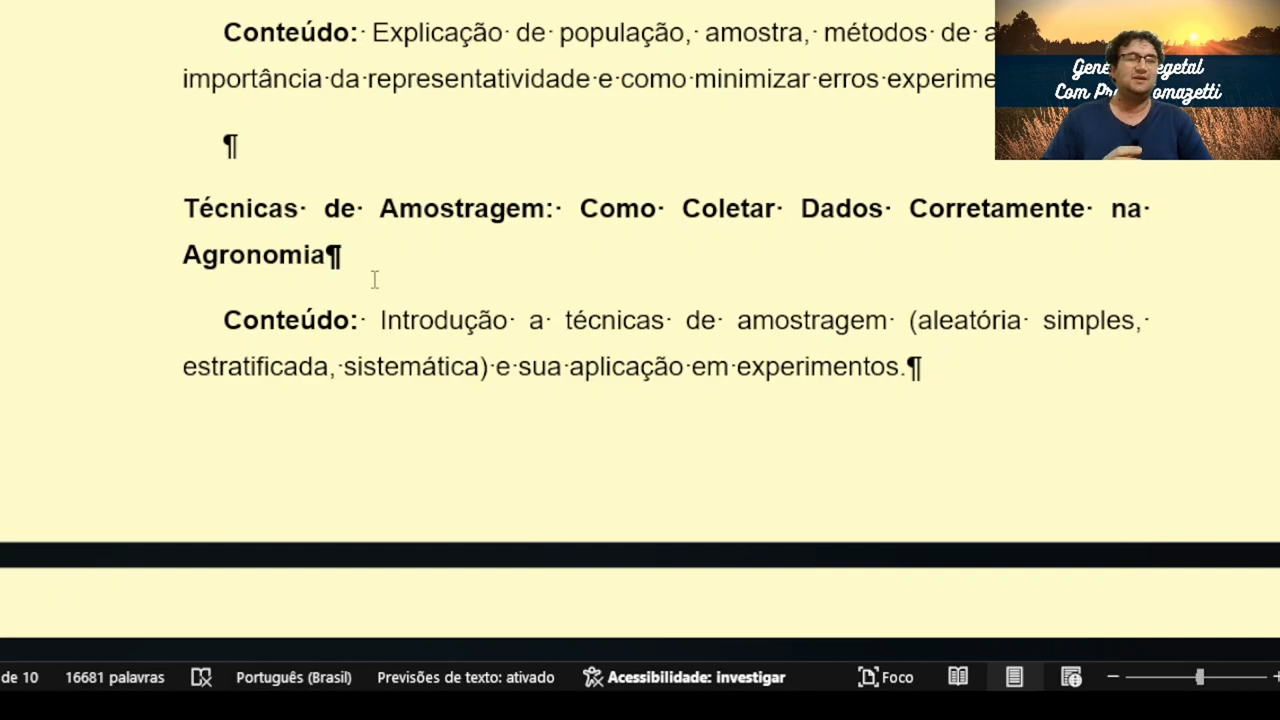 Conteúdo: Explicação de população, amostra, métodos de
importância da representatividade e como minimizar erros
Com
Técnicas de Amostragem: Como Coletar Dados Corretamente na
Agronomia¶
Conteúdo: Introdução a técnicas de amostragem (aleatória simples,
estratificada, sistemática) e sua aplicação em experimentos.¶
de 10 16681 palavras Português (Brasil) Previsões de texto: ativado Acessibilidade: investigar Foco